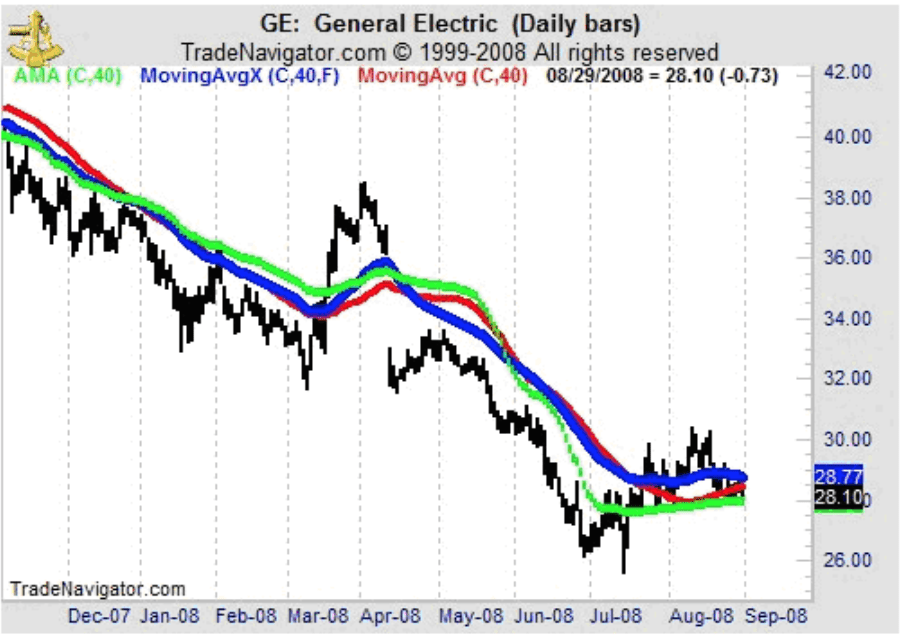 GE: General Electric (Daily bars)
TradeNavigator.com © 1999-2008 All rights reserved
AMA (C,40) MovingAvgX (C,40,F) MovingAvg (C,40) 08/29/2008 = 28.10 (-0.73)
42.00
40.00
38.00
36.00
34.00
32.00
30.00
28.77
28.10
26.00
TradeNavigator.com
Dec-07 Jan-08 Feb-08 Mar-08 Apr-08 May-08 Jun-08 Jul-08 Aug-08 Sep-08